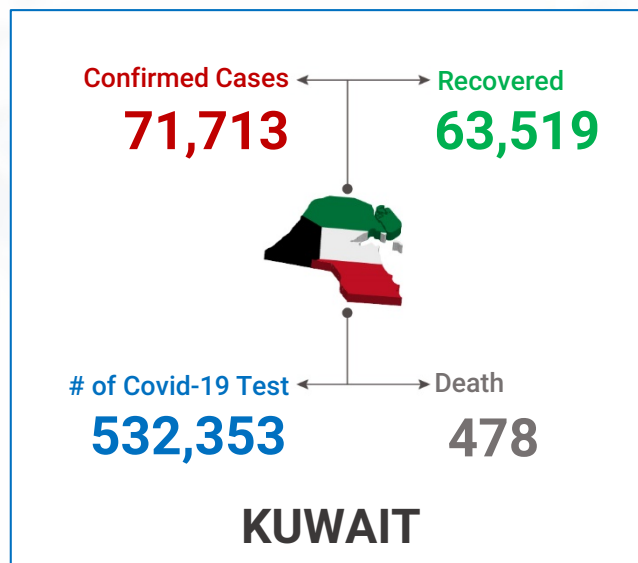 Confirmed Cases
71,713
Recovered
63,519
# of Covid-19 Test
532,353
Death
478
KUWAIT